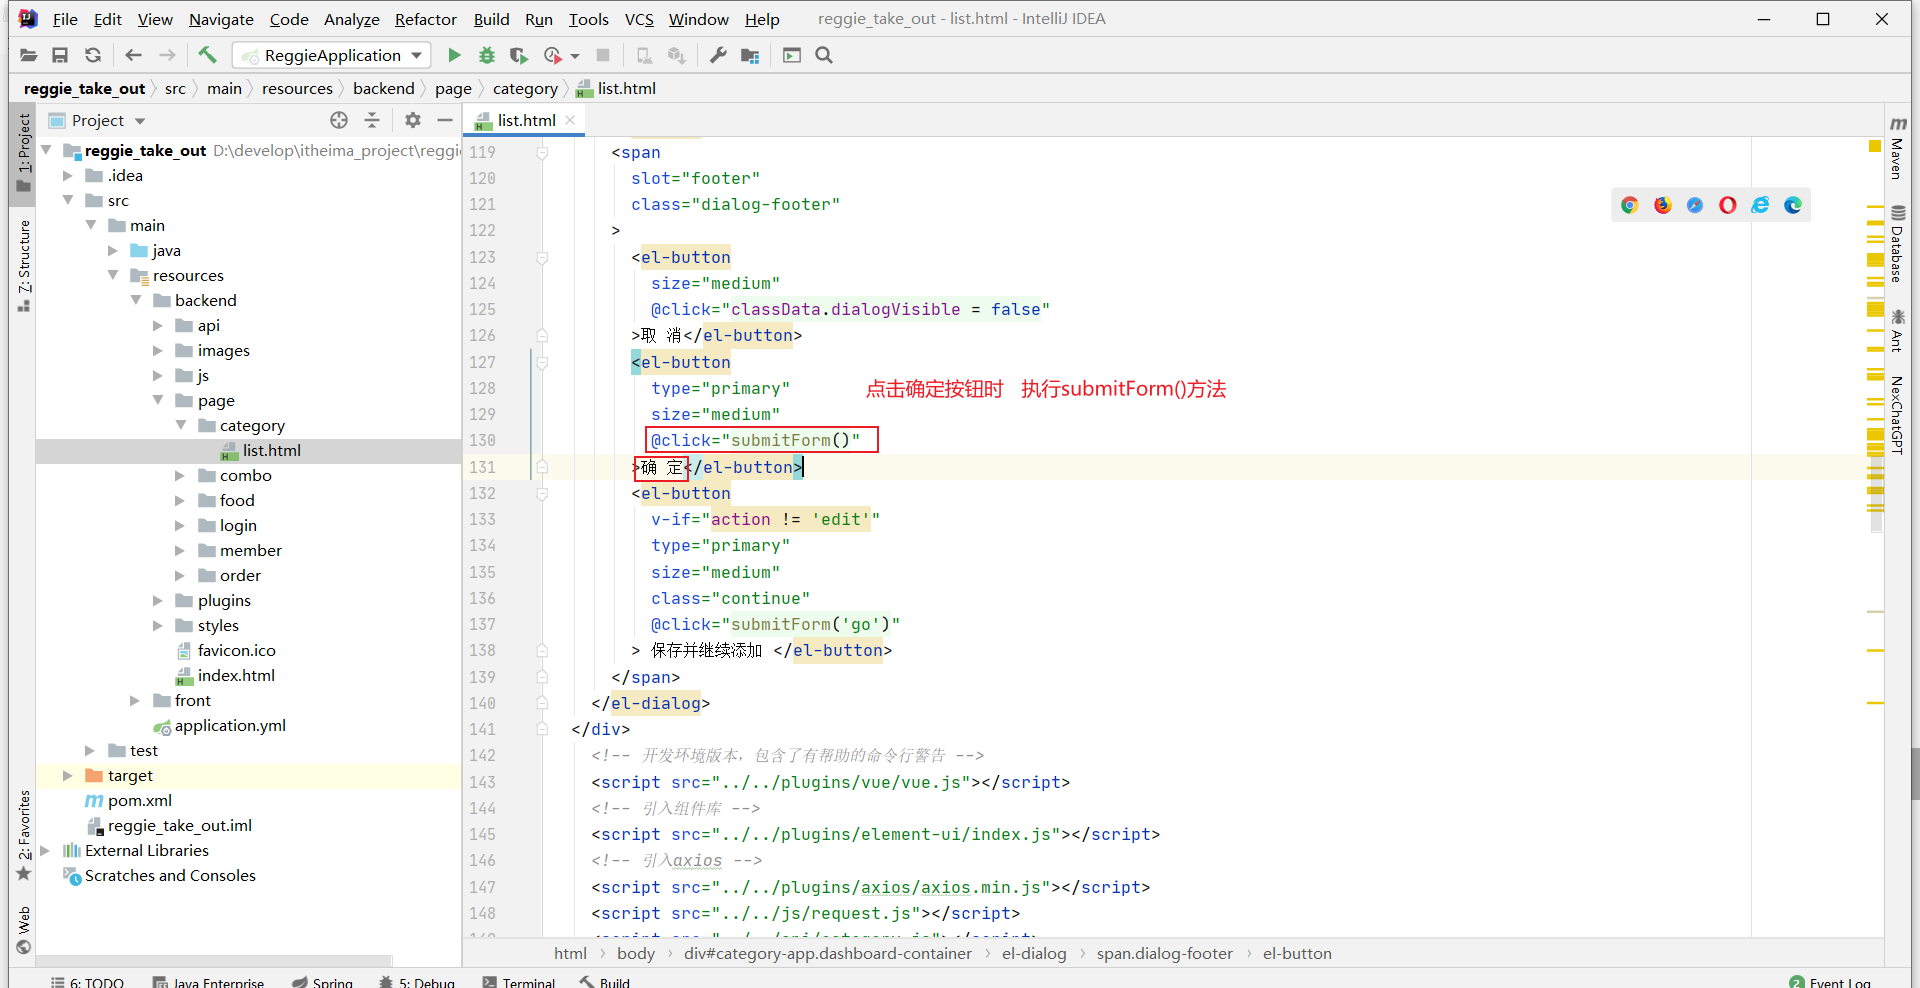 File Edit View Navigate Code Analyze Refactor Build Run Tools VCS Window Help reggie_take_out - list.html - IntelliJ IDEA
ReggieApplication
reggie_take_out src main resources backend page category list.html
Project
list.html
1: Project
7: Structure
2: Favorites
Web
reggie_take_out D:\develop\itheima_project\reggie
.idea
src
main
java
resources
backend
api
images
js
page
category
list.html
combo
food
login
member
order
plugins
styles
favicon.ico
index.html
front
application.yml
test
target
pom.xml
reggie_take_out.iml
External Libraries
Scratches and Consoles
119 <span
120 slot="footer"
121 class="dialog-footer"
122 >
123 <el-button
124 size="medium"
125 @click="classData.dialogVisible = false"
126 >取 消</el-button>
127 <el-button
128 type="primary"
点击确定按钮时 执行submitForm()方法
129 size="medium"
130 @click="submitForm()"
131 >确 定</el-button>
132 <el-button
133 v-if="action != 'edit'"
134 type="primary"
135 size="medium"
136 class="continue"
137 @click="submitForm('go')"
138 > 保存并继续添加 </el-button>
139 </span>
140 </el-dialog>
141 </div>
142 <!-- 开发环境版本，包含了有帮助的命令行警告 -->
143 <script src="../../plugins/vue/vue.js"></script>
144 <!-- 引入组件库 -->
145 <script src="../../plugins/element-ui/index.js"></script>
146 <!-- 引入axios -->
147 <script src="../../plugins/axios/axios.min.js"></script>
148 <script src="../../js/request.js"></script>
html body div#category-app.dashboard-container el-dialog span.dialog-footer el-button
Maven
Database
Ant
NexChatGPT
6: TODO Java Enterprise Spring 5: Debug Terminal Build 2 Event Log